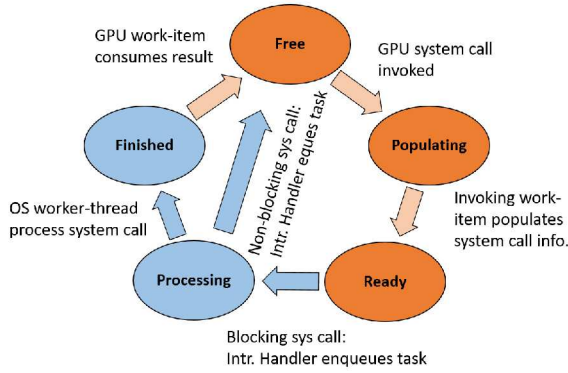 GPU work-item
consumes result
Free
GPU system call
invoked
Finished
Populating
Non-blocking sys call:
Intr. Handler eques task
OS worker-thread
process system call
Invoking work-
item populates
system call info.
Processing
Ready
Blocking sys call:
Intr. Handler enqueues task